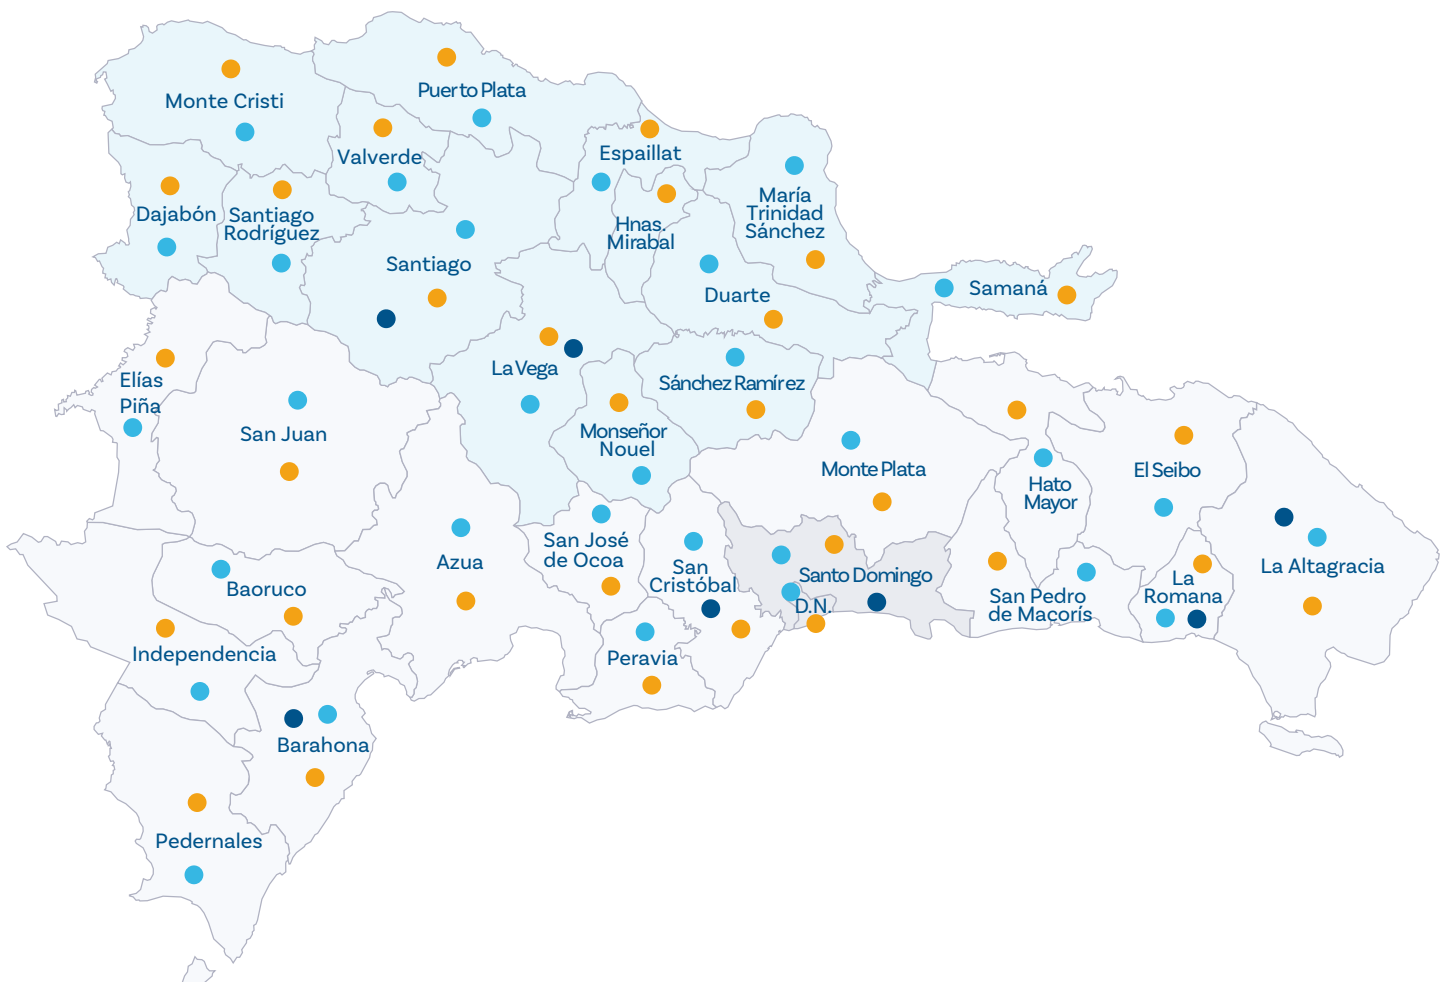 Puerto Plata
Monte Cristi
Valverde
Espaillat
María
Trinidad
Sánchez
Dajabón
Santiago
Rodríguez
Hnas.
Mirabal
Santiago
Samaná
Duarte
La Vega
Elías
Piña
Sánchez Ramírez
San Juan
Monseñor
Nouel
Monte Plata
El Seibo
Hato
Mayor
San José
de Ocoa
Azua
San
Cristóbal
Santo Domingo
D.N.
La Altagracia
La
Romana
San Pedro
de Macorís
Baoruco
Independencia
Peravia
Barahona
Pedernales